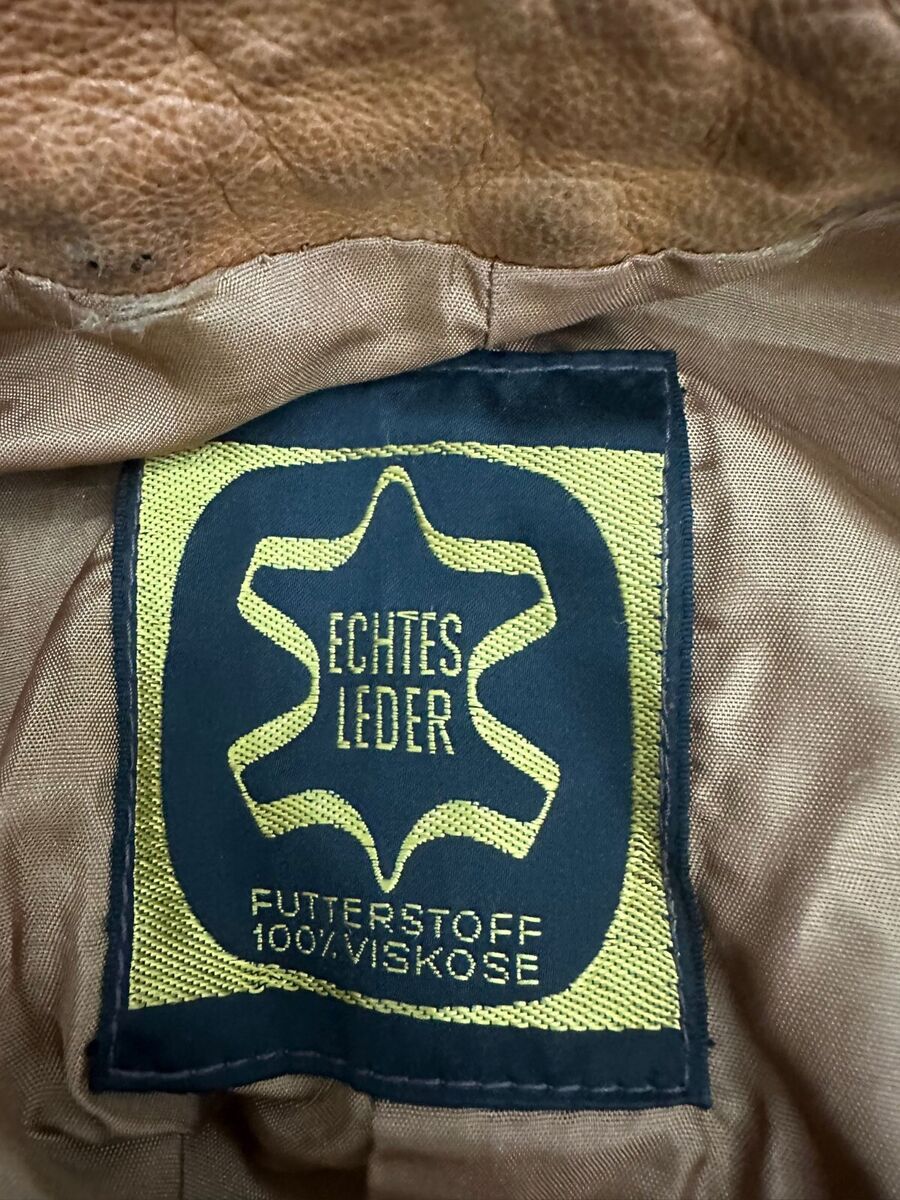 ECHTES
LEDER
FUTTERSTOFF
100% VISKOSE